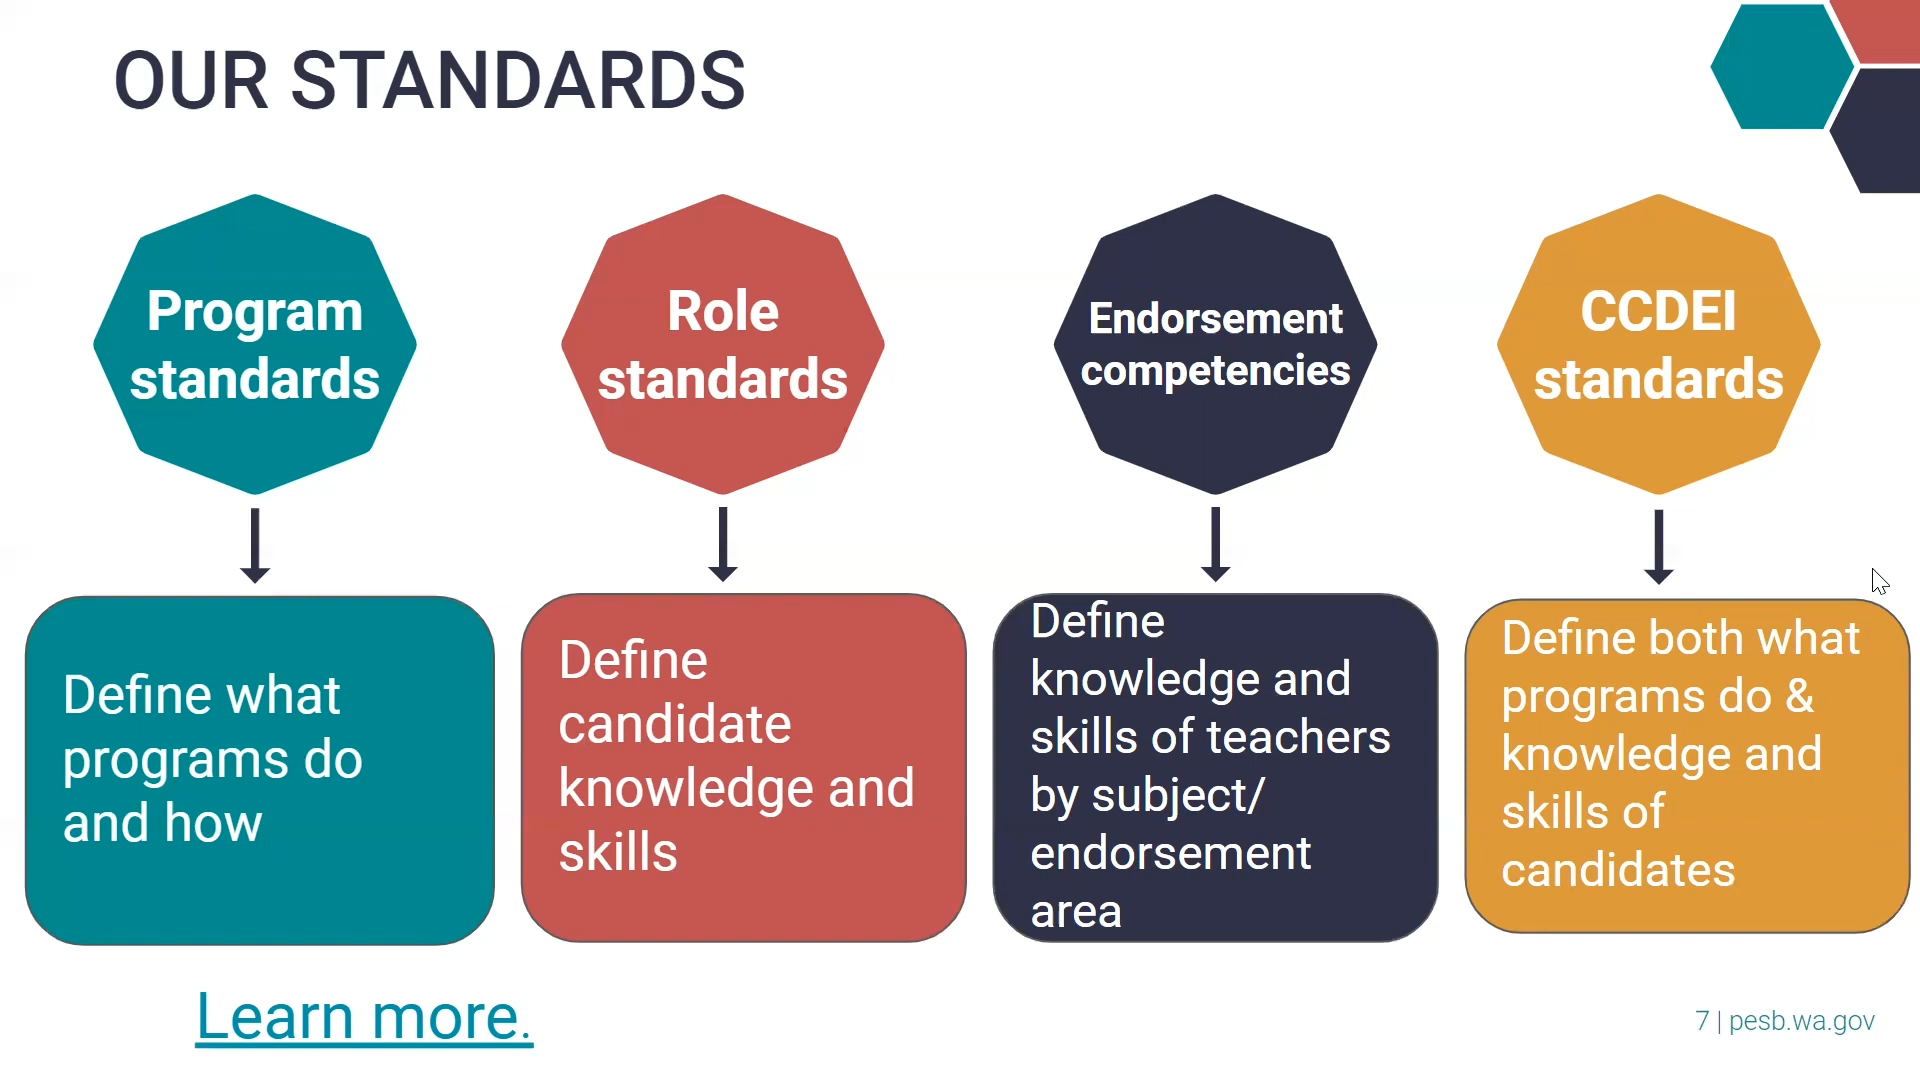 OUR STANDARDS
Program
standards
Role
standards
Endorsement
competencies
CCDEI
standards
Define what
programs do
and how
Define
candidate
knowledge and
skills
Define
knowledge and
skills of teachers
by subject/
endorsement
area
Define both what
programs do &
knowledge and
skills of
candidates
Learn more.
7 | pesb.wa.gov